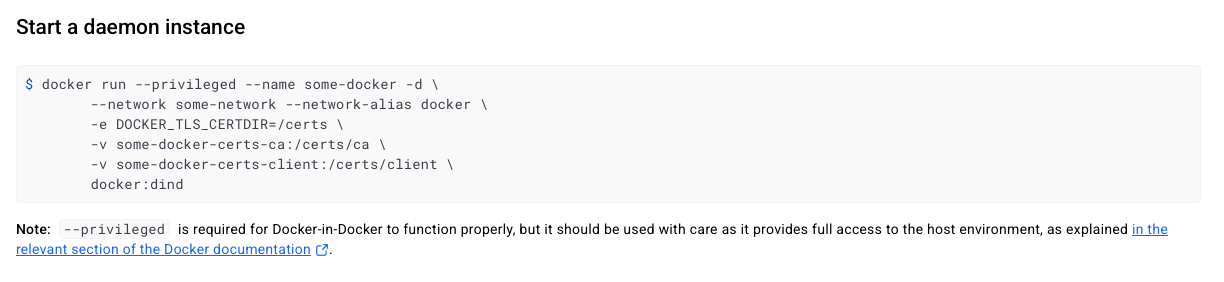 Start a daemon instance
$ docker run --privileged --name some-docker -d \
--network some-network --network-alias docker \
-e DOCKER_TLS_CERTDIR=/certs \
-v some-docker-certs-ca:/certs/ca \
-v some-docker-certs-client:/certs/client \
docker:dind
Note: --privileged is required for Docker-in-Docker to function properly, but it should be used with care as it provides full access to the host environment, as explained in the
relevant section of the Docker documentation.